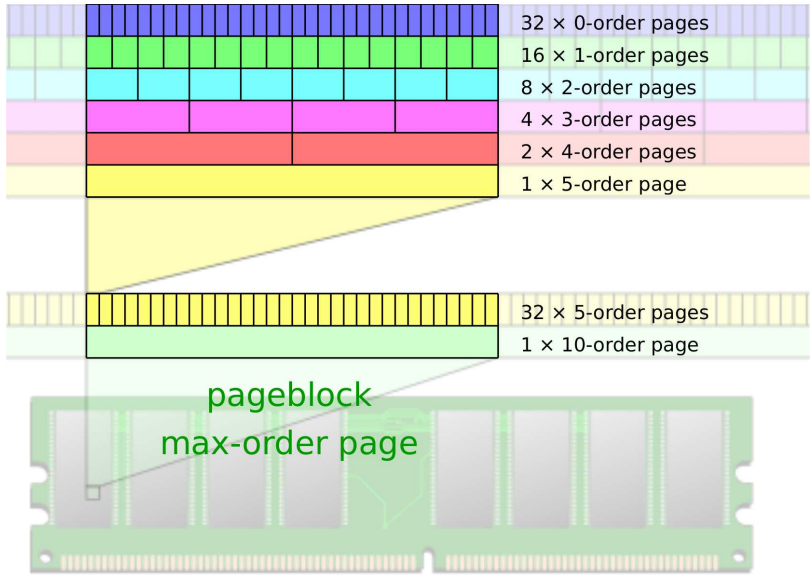 32 × 0-order pages
16 × 1-order pages
8 × 2-order pages
4 × 3-order pages
2 × 4-order pages
1 × 5-order page
32 × 5-order pages
1 × 10-order page
pageblock
max-order page